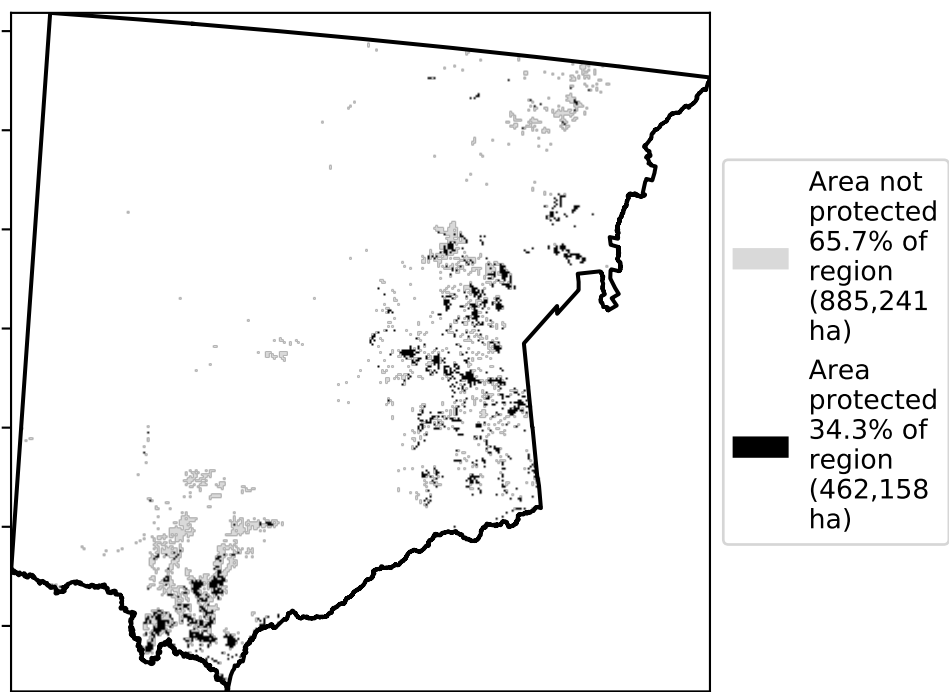 Area not
protected
65.7% of
region
(885,241
ha)
Area
protected
34.3% of
region
(462,158
ha)